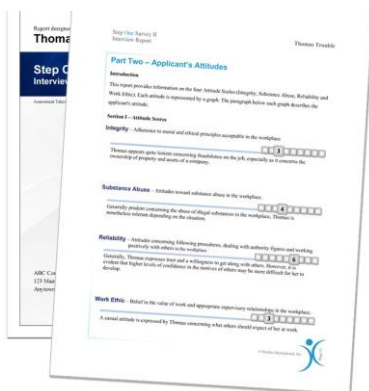 Report designed
Thoma
Step O
Interview
Assessment Taken
ABC Co
123 Main
Anytown
Step One Survey II
Interview Report
Thomas Trouble
Part Two – Applicant's Attitudes
Introduction
This report provides information on the four Attitude Scales (Integrity, Substance Abuse, Reliability and
Work Ethic). Each attitude is represented by a graph. The paragraph below each graph describes the
applicant's attitude.
Section I – Attitude Scores
Integrity – Adherence to moral and ethical principles acceptable in the workplace.
3
Thomas appears quite lenient concerning fraudulence on the job, especially as it concerns the
ownership of property and assets of a company.
Substance Abuse – Attitudes toward substance abuse in the workplace.
4
Generally prudent concerning the abuse of illegal substances in the workplace, Thomas is
nonetheless tolerant depending on the situation.
Reliability – Attitudes concerning following procedures, dealing with authority figures and working
positively with others in the workplace
6
Generally, Thomas expresses trust and a willingness to get along with others. However, it is
evident that higher levels of confidence in the motives of others may be more difficult for her to
develop.
Work Ethic – Belief in the value of work and appropriate supervisory relationships in the workplace.
3
A casual attitude is expressed by Thomas concerning what others should expect of her at work.